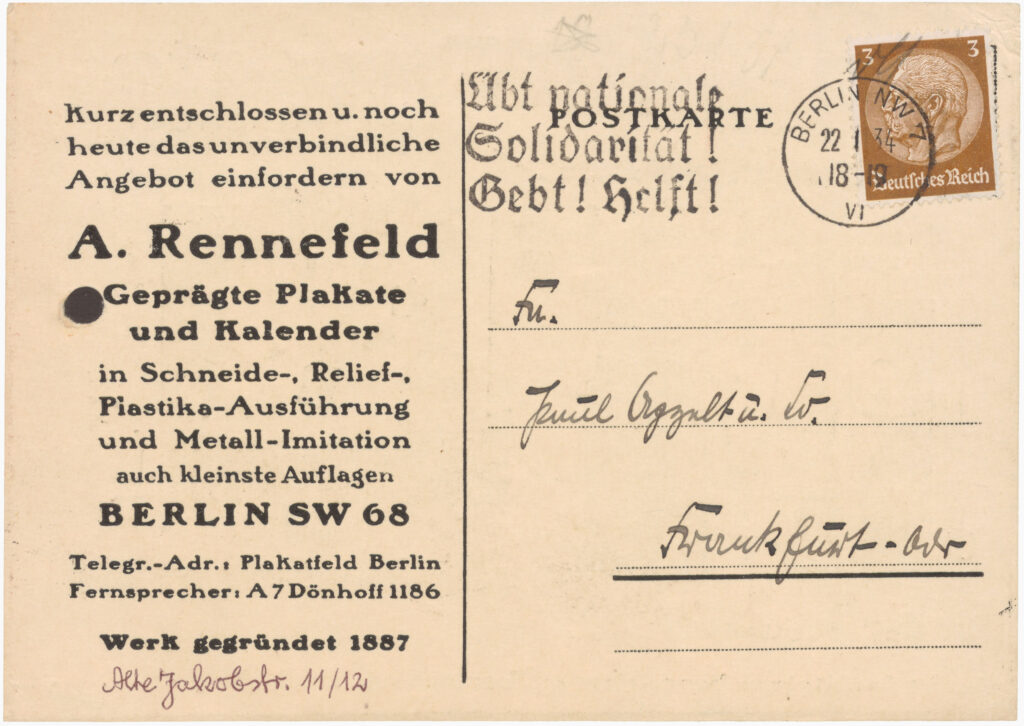 Kurz entschlossen u. noch
heute das unverbindliche
Angebot einfordern von
A. Rennefeld
Geprägte Plakate
und Kalender
in Schneide-, Relief-,
Plastika-Ausführung
und Metall-Imitation
auch kleinste Auflagen
BERLIN SW 68
Telegr.-Adr.: Plakatfeld Berlin
Fernsprecher: A 7 Dönhoff 1186
Werk gegründet 1887
Alte Jakobstr. 11/12
Übt nationale
Solidarität!
Gebt! Helft!
POSTKARTE
BERLIN NW 7
22 1 34
18-19
VI
3 3
Deutsches Reich
Fa.
Paul u. Co.
Frankfurt-Oder